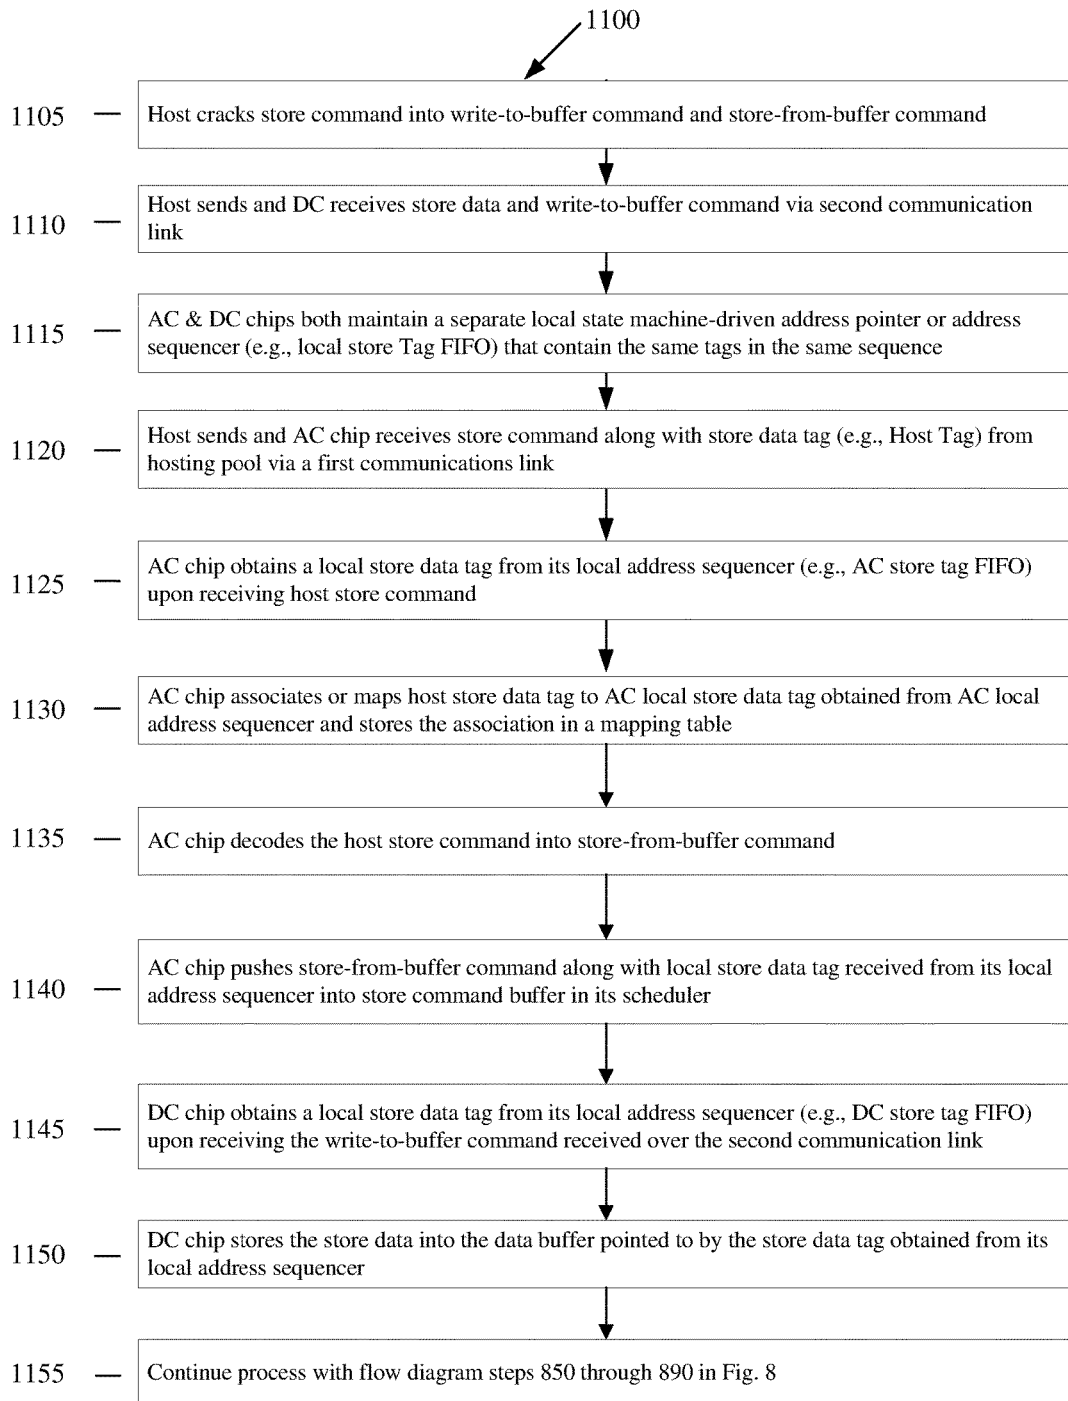 1100
1105 — Host cracks store command into write-to-buffer command and store-from-buffer command
1110 — Host sends and DC receives store data and write-to-buffer command via second communication
link
1115 — AC & DC chips both maintain a separate local state machine-driven address pointer or address
sequencer (e.g., local store Tag FIFO) that contain the same tags in the same sequence
1120 — Host sends and AC chip receives store command along with store data tag (e.g., Host Tag) from
hosting pool via a first communications link
1125 — AC chip obtains a local store data tag from its local address sequencer (e.g., AC store tag FIFO)
upon receiving host store command
1130 — AC chip associates or maps host store data tag to AC local store data tag obtained from AC local
address sequencer and stores the association in a mapping table
1135 — AC chip decodes the host store command into store-from-buffer command
1140 — AC chip pushes store-from-buffer command along with local store data tag received from its local
address sequencer into store command buffer in its scheduler
1145 — DC chip obtains a local store data tag from its local address sequencer (e.g., DC store tag FIFO)
upon receiving the write-to-buffer command received over the second communication link
1150 — DC chip stores the store data into the data buffer pointed to by the store data tag obtained from its
local address sequencer
1155 — Continue process with flow diagram steps 850 through 890 in Fig. 8